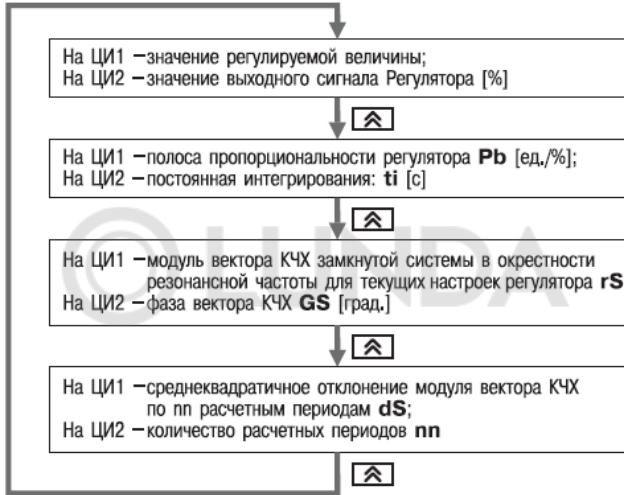 На ЦИ1 –значение регулируемой величины;
На ЦИ2 –значение выходного сигнала Регулятора [%]
На ЦИ1 –полоса пропорциональности регулятора Pb [ед./%];
На ЦИ2 –постоянная интегрирования: ti [с]
На ЦИ1 –модуль вектора КЧХ замкнутой системы в окрестности
резонансной частоты для текущих настроек регулятора rS
На ЦИ2 –фаза вектора КЧХ GS [град.]
На ЦИ1 –среднеквадратичное отклонение модуля вектора КЧХ
по nn расчетным периодам dS;
На ЦИ2 –количество расчетных периодов nn
LUNDA